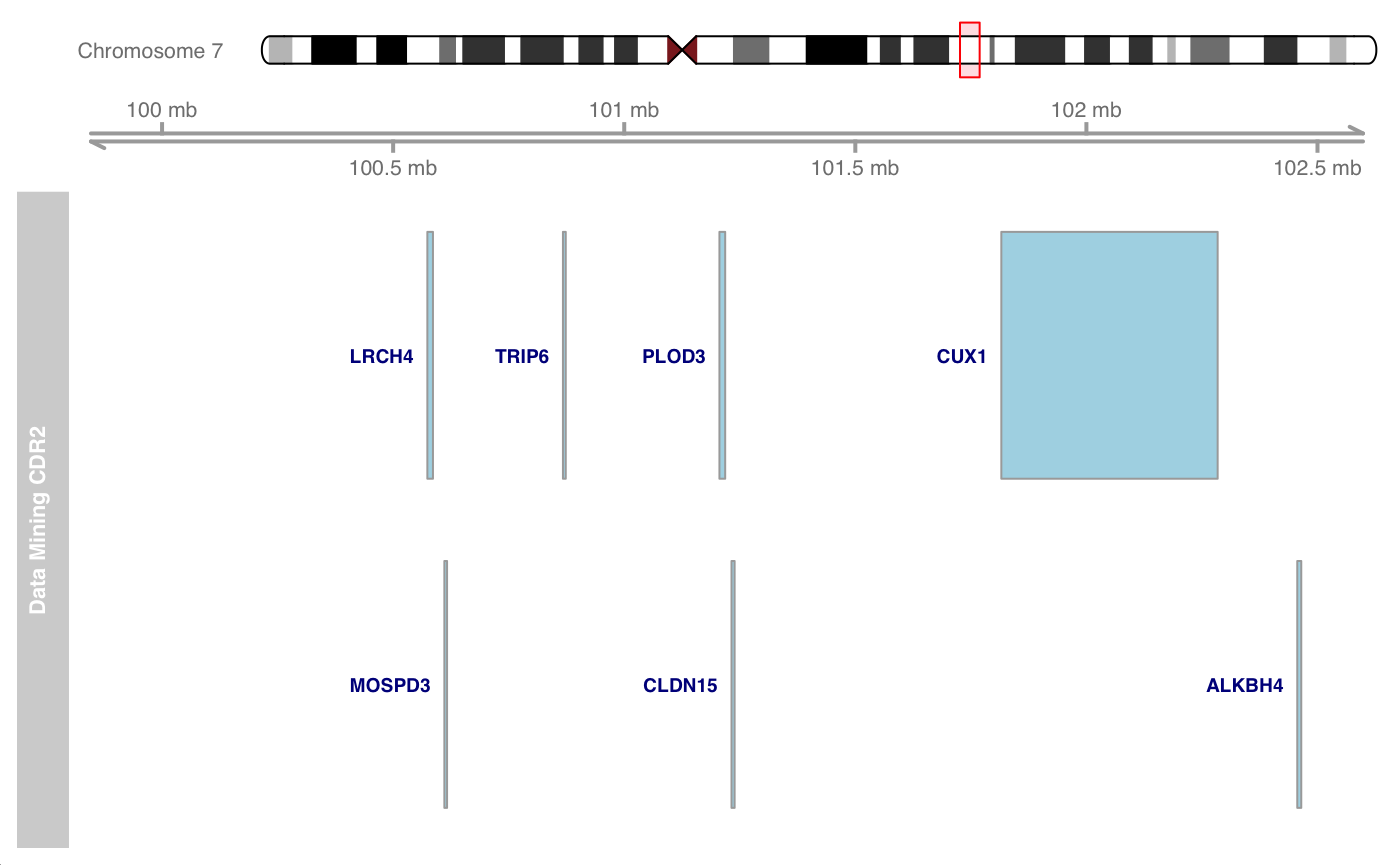 Chromosome 7
100 mb
101 mb
102 mb
100.5 mb
101.5 mb
102.5 mb
Data Mining CDR2
LRCH4
TRIP6
PLOD3
CUX1
MOSPD3
CLDN15
ALKBH4